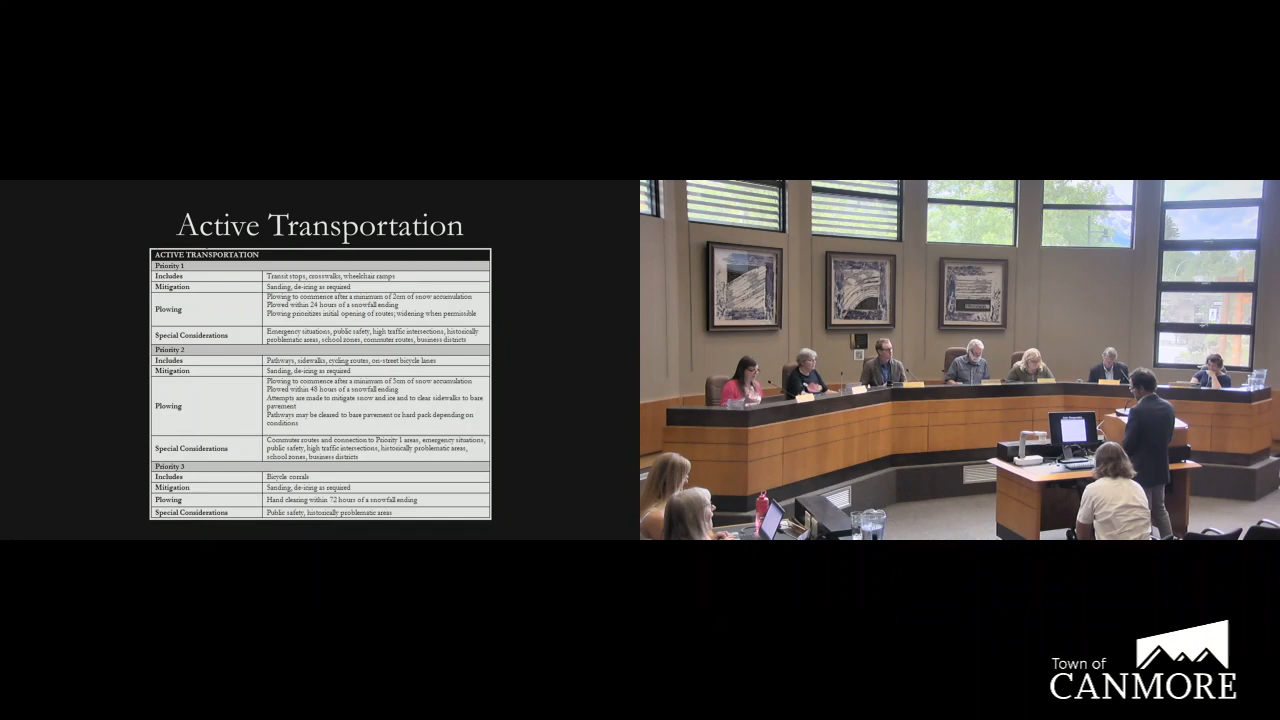 Active Transportation
ACTIVE TRANSPORTATION
Priority 1
Includes Transit stops, crosswalks, wheelchair ramps
Mitigation Sanding, de-icing as required
Plowing Plowing to commence after a minimum of 2cm of snow accumulation
Plowed within 24 hours of a snowfall ending
Plowing prioritizes initial opening of routes; widening when permissible
Special Considerations Emergency situations, public safety, high traffic intersections, historically
problematic areas, school zones, commuter routes, business districts
Priority 2
Includes Pathways, sidewalks, cycling routes, on-street bicycle lanes
Mitigation Sanding, de-icing as required
Plowing Plowing to commence after a minimum of 5cm of snow accumulation
Plowed within 48 hours of a snowfall ending
Attempts are made to mitigate snow and ice and to clear sidewalks to bare
pavement
Pathways may be cleared to bare pavement or hard pack depending on
conditions
Special Considerations Commuter routes and connection to Priority 1 areas, emergency situations,
public safety, high traffic intersections, historically problematic areas,
school zones, business districts
Priority 3
Includes Bicycle corrals
Mitigation Sanding, de-icing as required
Plowing Hand clearing within 72 hours of a snowfall ending
Special Considerations Public safety, historically problematic areas
Town of
CANMORE